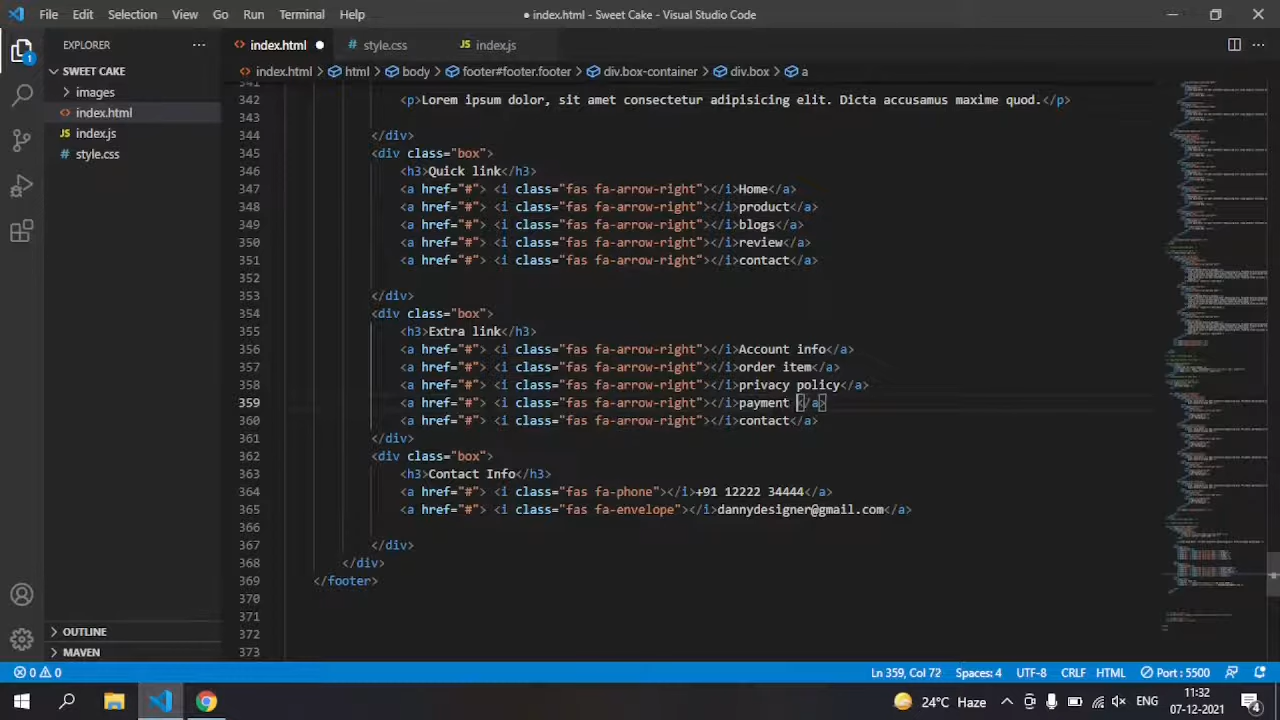 File Edit Selection View Go Run Terminal Help
● index.html - Sweet Cake - Visual Studio Code
EXPLORER ···
index.html ●
style.css
index.js
index.html > html > body > footer#footer.footer > div.box-container > div.box > a
SWEET CAKE
images
index.html
index.js
style.css
OUTLINE
MAVEN
341
342 <p>Lorem ipsum dolor, sit amet consectetur adipisicing elit. Dicta accusamus maxime quod.</p>
343
344 </div>
345 <div class="box">
346 <h3>Quick link</h3>
347 <a href="#"> <i class="fas fa-arrow-right"></i>Home</a>
348 <a href="#"> <i class="fas fa-arrow-right"></i>product</a>
349 <a href="#"> <i class="fas fa-arrow-right"></i>blog</a>
350 <a href="#"> <i class="fas fa-arrow-right"></i>review</a>
351 <a href="#"> <i class="fas fa-arrow-right"></i>contact</a>
352
353 </div>
354 <div class="box">
355 <h3>Extra link</h3>
356 <a href="#"> <i class="fas fa-arrow-right"></i>Account info</a>
357 <a href="#"> <i class="fas fa-arrow-right"></i>order item</a>
358 <a href="#"> <i class="fas fa-arrow-right"></i>privacy policy</a>
359 <a href="#"> <i class="fas fa-arrow-right"></i>pament </a>
360 <a href="#"> <i class="fas fa-arrow-right"></i>contact</a>
361 </div>
362 <div class="box">
363 <h3>Contact Info</h3>
364 <a href="#"> <i class="fas fa-phone"></i>+91 12222 34444</a>
365 <a href="#"> <i class="fas fa-envelope"></i>dannydesigner@gmail.com</a>
366
367 </div>
368 </div>
369 </footer>
370
371
372
373
0 0
Ln 359, Col 72 Spaces: 4 UTF-8 CRLF HTML Port : 5500
24°C Haze ENG 11:32
07-12-2021
4